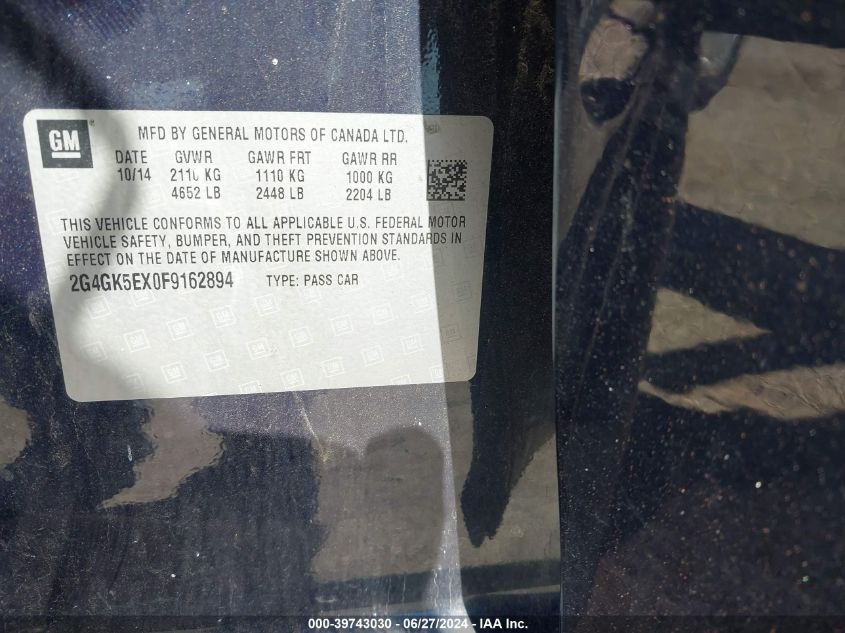 GM
MFD BY GENERAL MOTORS OF CANADA LTD.
DATE GVWR GAWR FRT GAWR RR
10/14 2110 KG 1110 KG 1000 KG
4652 LB 2448 LB 2204 LB
THIS VEHICLE CONFORMS TO ALL APPLICABLE U.S. FEDERAL MOTOR
VEHICLE SAFETY, BUMPER, AND THEFT PREVENTION STANDARDS IN
EFFECT ON THE DATE OF MANUFACTURE SHOWN ABOVE.
2G4GK5EX0F9162894 TYPE: PASS CAR
000-39743030 - 06/27/2024 - IAA Inc.